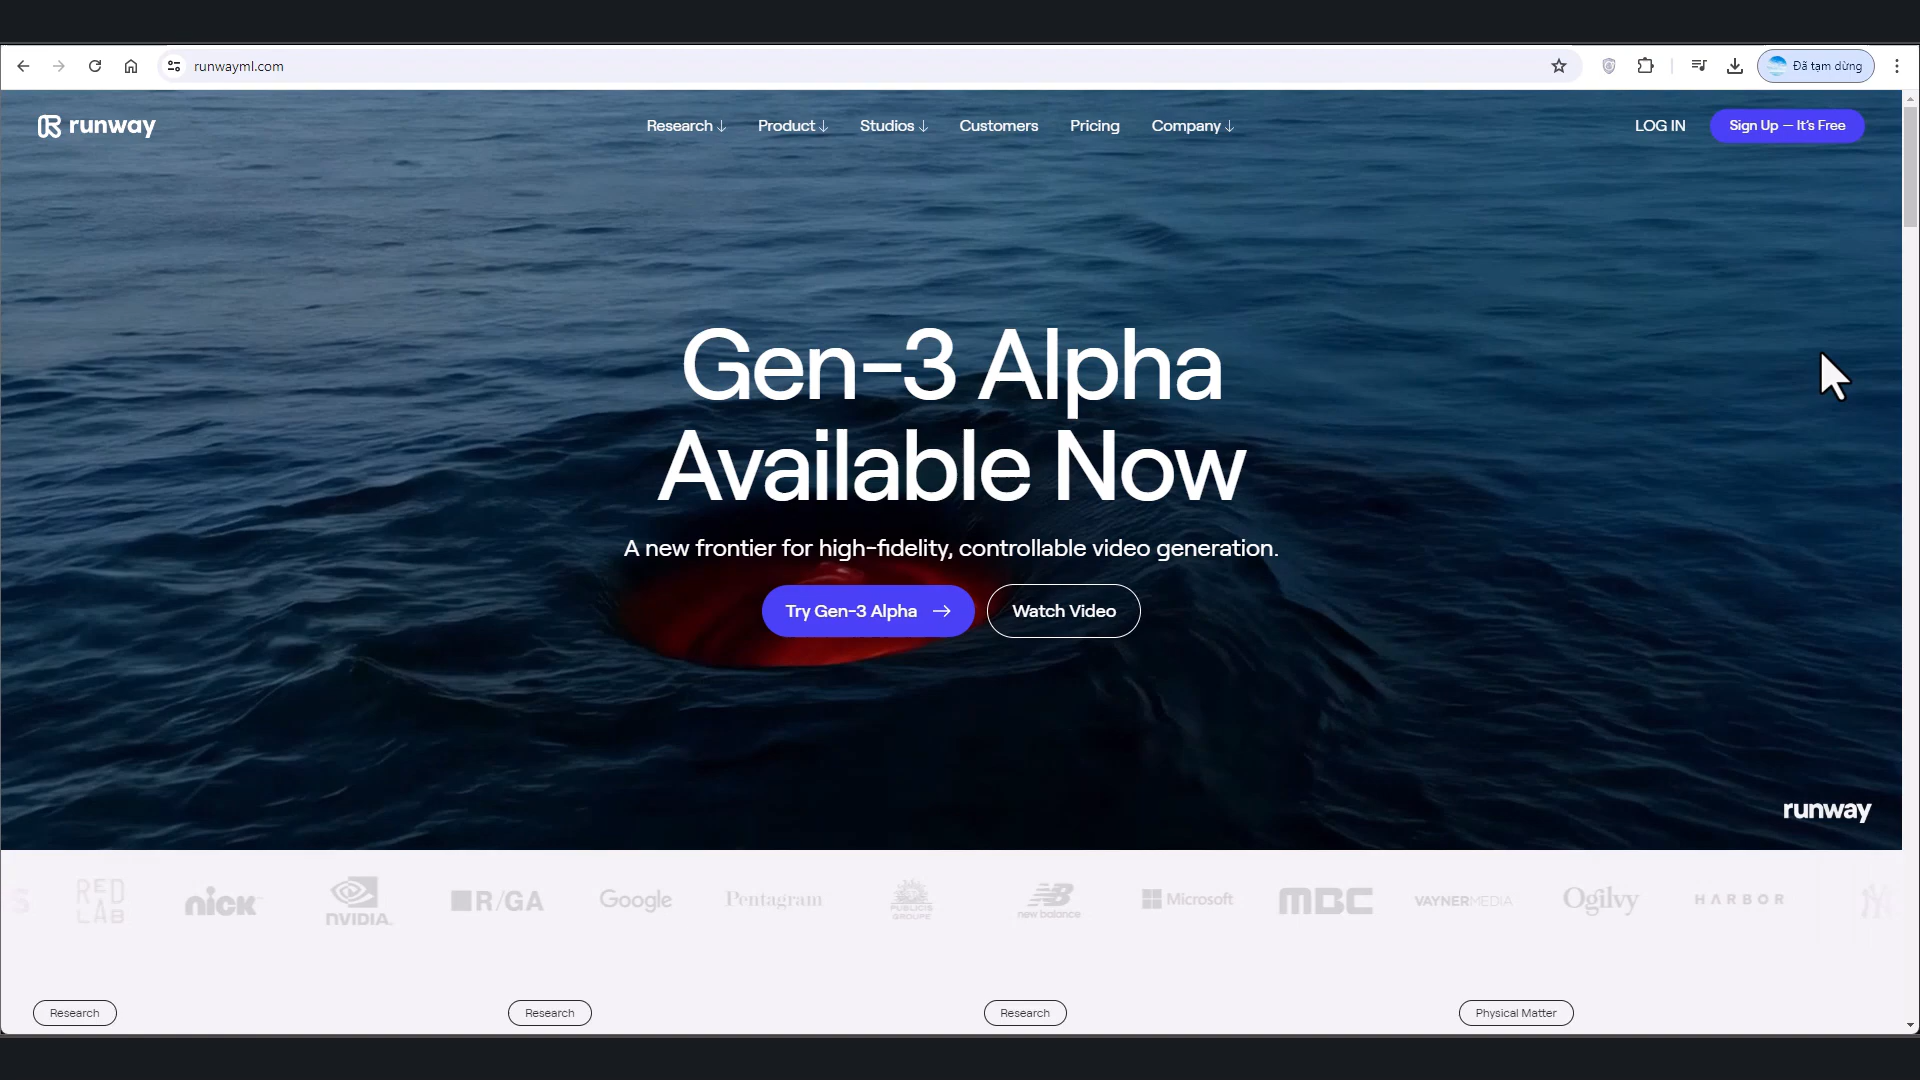 runwayml.com
Đã tạm dừng
runway
Research ↓
Product ↓
Studios ↓
Customers
Pricing
Company ↓
LOG IN
Sign Up — It's Free
Gen-3 Alpha
Available Now
A new frontier for high-fidelity, controllable video generation.
Try Gen-3 Alpha →
Watch Video
runway
S
RED
LAB
nick
NVIDIA.
R/GA
Google
Pentagram
PUBLICIS
GROUPE
new balance
Microsoft
MBC
VAYNERMEDIA
Ogilvy
HARBOR
NY
Research
Research
Research
Physical Matter